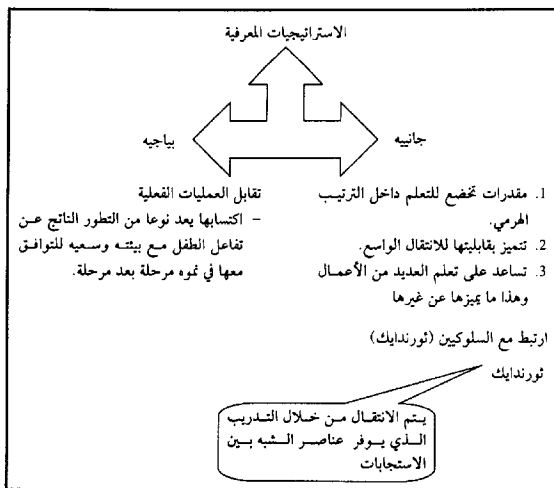 الاستراتيجيات المعرفية
جانييه
بياجيه
1. مقدرات تخضع للتعلم داخل الترتيب
الهرمي.
2. تتميز بقابليتها للانتقال الواسع.
3. تساعد على تعلم العديد من الأعمال
وهذا ما يميزها عن غيرها
ارتبط مع السلوكيين (ثورندايك)
ثورندايك
تقابل العمليات الفعلية
– اكتسابها يعد نوعا من التطور الناتج عن
تفاعل الطفل مع بيئته وسعيه للتوافق
معها في نموه مرحلة بعد مرحلة.
يتم الانتقال من خلال التدريب
الذي يوفر عناصر الشبه بين
الاستجابات